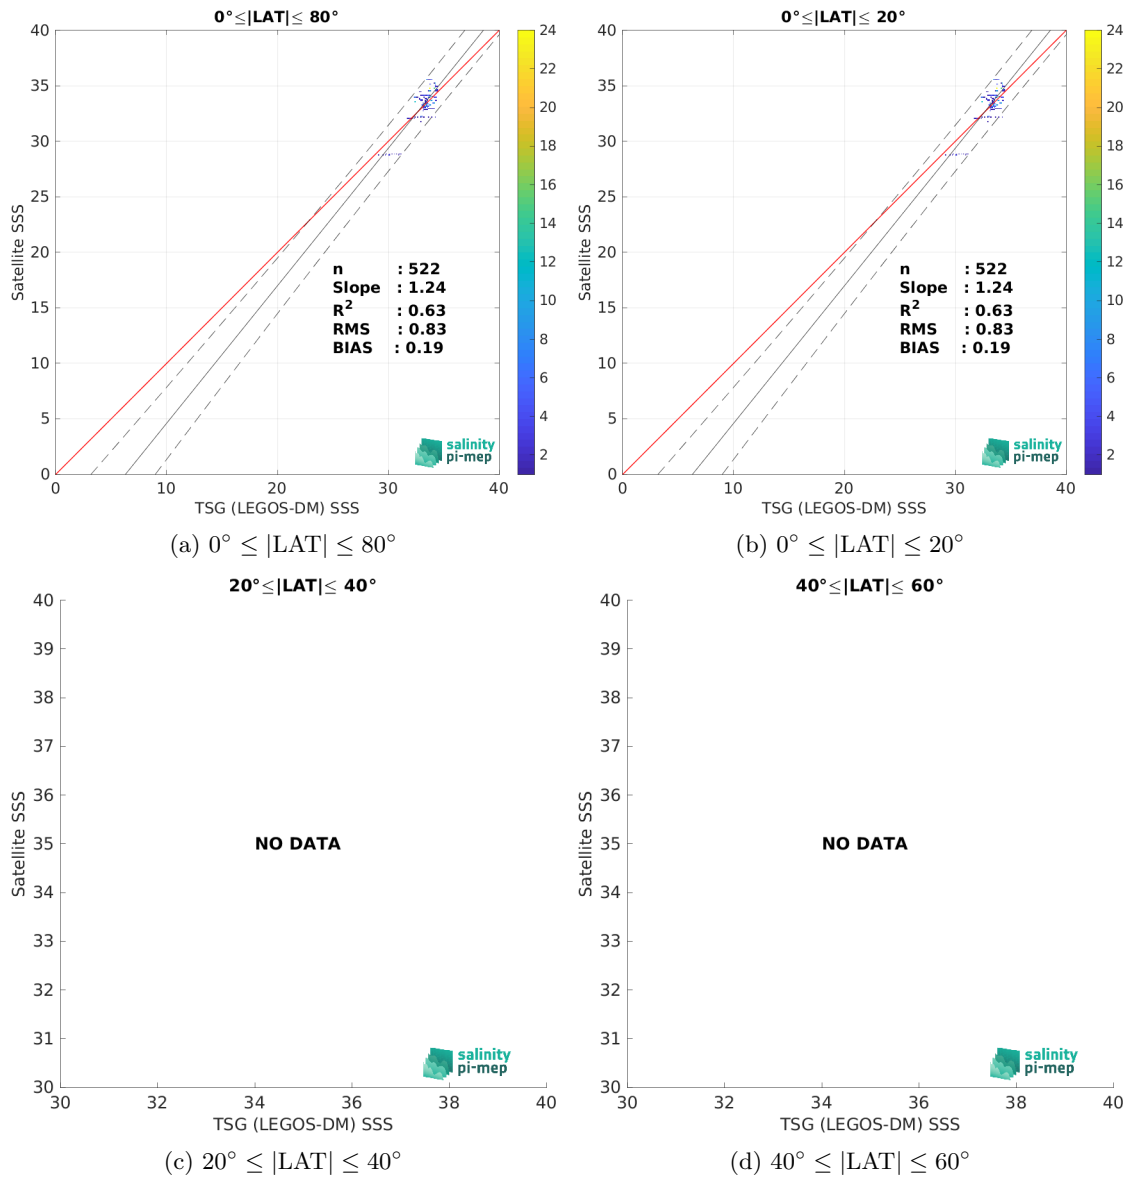 0°≤|LAT|≤ 80°
40
35
30
25
20
15
10
5
0
0
10
20
30
40
Satellite SSS
TSG (LEGOS-DM) SSS
n : 522
Slope : 1.24
R² : 0.63
RMS : 0.83
BIAS : 0.19
salinity
pi-mep
24
22
20
18
16
14
12
10
8
6
4
2
(a) 0° ≤ |LAT| ≤ 80°
0°≤|LAT|≤ 20°
40
35
30
25
20
15
10
5
0
0
10
20
30
40
Satellite SSS
TSG (LEGOS-DM) SSS
n : 522
Slope : 1.24
R² : 0.63
RMS : 0.83
BIAS : 0.19
salinity
pi-mep
24
22
20
18
16
14
12
10
8
6
4
2
(b) 0° ≤ |LAT| ≤ 20°
20°≤|LAT|≤ 40°
40
39
38
37
36
35
34
33
32
31
30
30
32
34
36
38
40
Satellite SSS
NO DATA
salinity
pi-mep
TSG (LEGOS-DM) SSS
(c) 20° ≤ |LAT| ≤ 40°
40°≤|LAT|≤ 60°
40
39
38
37
36
35
34
33
32
31
30
30
32
34
36
38
40
Satellite SSS
NO DATA
salinity
pi-mep
TSG (LEGOS-DM) SSS
(d) 40° ≤ |LAT| ≤ 60°